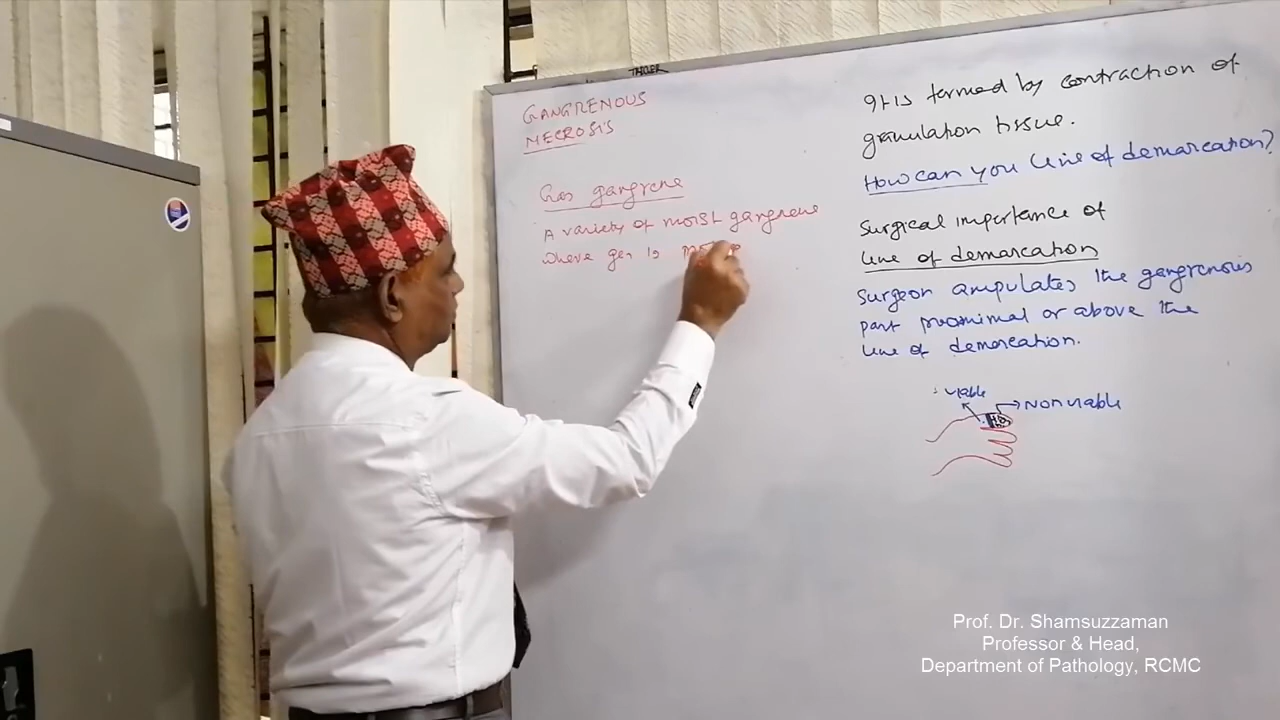 GANGRENOUS
NECROSIS
Gas gangrene
A variety of moist gangrene
where gas is
It is formed by contraction of
granulation tissue.
How can you line of demarcation?
Surgical importance of
line of demarcation
Surgeon amputates the gangrenous
part proximal or above the
line of demarcation.
viable
Nonviable
Prof. Dr. Shamsuzzaman
Professor & Head,
Department of Pathology, RCMC